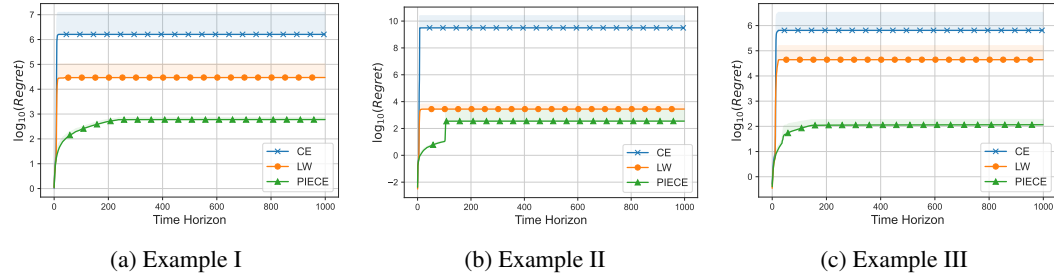 7
6
5
4
3
2
1
0
log₁₀(Regret)
0 200 400 600 800 1000
Time Horizon
CE
LW
PIECE
(a) Example I
10
8
6
4
2
0
−2
log₁₀(Regret)
0 200 400 600 800 1000
Time Horizon
CE
LW
PIECE
(b) Example II
6
5
4
3
2
1
0
log₁₀(Regret)
0 200 400 600 800 1000
Time Horizon
CE
LW
PIECE
(c) Example III